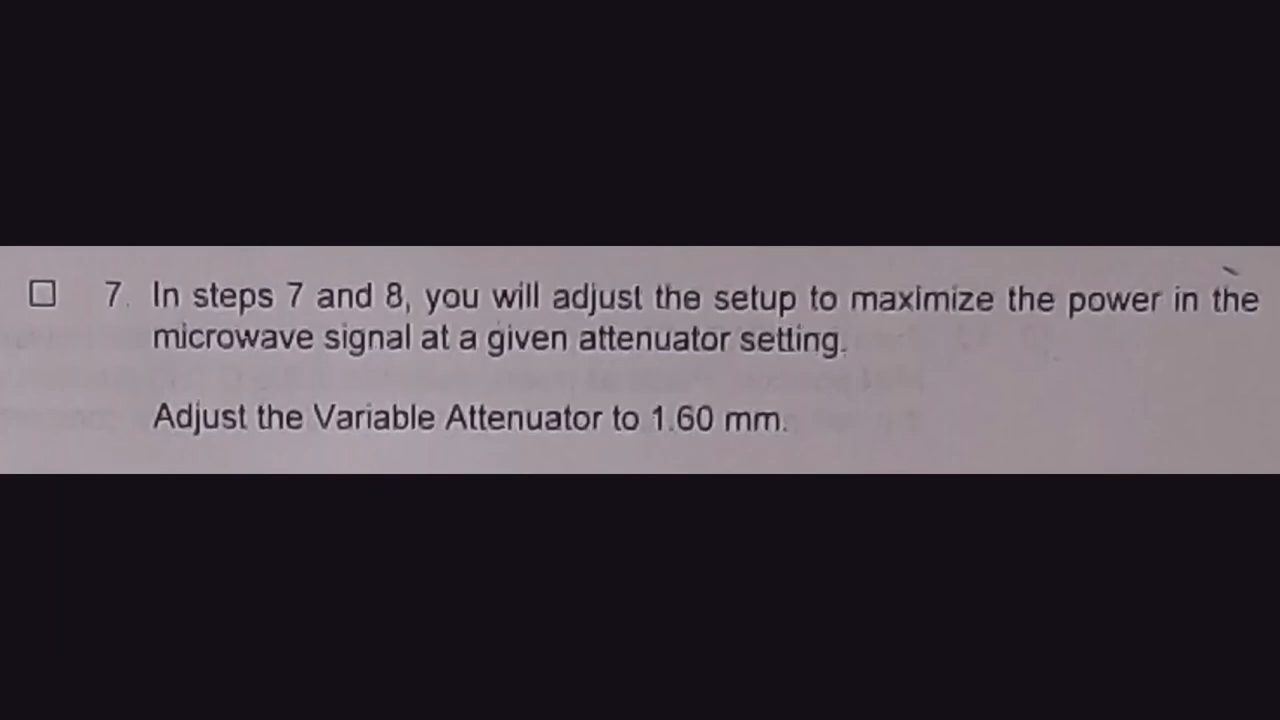 ☐ 7. In steps 7 and 8, you will adjust the setup to maximize the power in the
microwave signal at a given attenuator setting.
Adjust the Variable Attenuator to 1.60 mm.